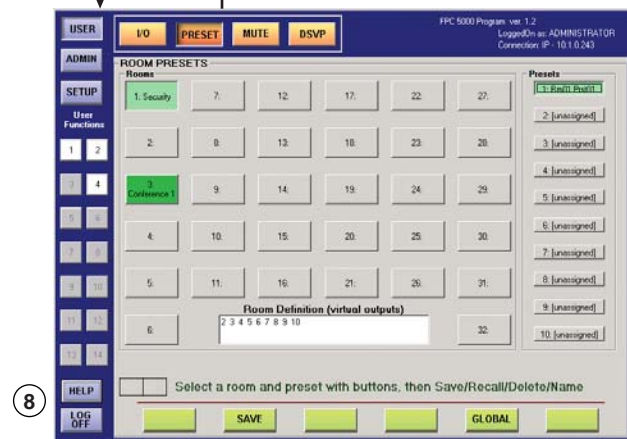 USER
ADMIN
SETUP
User
Functions
1 2
3 4
5 6
7 8
9 10
11 12
13 14
HELP
LOG
OFF
8
I/O PRESET MUTE DSVP
FPC 5000 Program ver. 1.2
LoggedOn as: ADMINISTRATOR
Connection: IP - 10.1.0.243
ROOM PRESETS
Rooms
1. Security 7. 12. 17. 22. 27.
2. 8. 13. 18. 23. 28.
3.
Conference 1 9. 14. 19. 24. 29.
4. 10. 15. 20. 25. 30.
5. 11. 16. 21. 26. 31.
6. 32.
Room Definition (virtual outputs)
2 3 4 5 6 7 8 9 10
Presets
1: Rm01 Prst01
2: [unassigned]
3: [unassigned]
4: [unassigned]
5: [unassigned]
6: [unassigned]
7: [unassigned]
8: [unassigned]
9: [unassigned]
10: [unassigned]
Select a room and preset with buttons, then Save/Recall/Delete/Name
SAVE GLOBAL